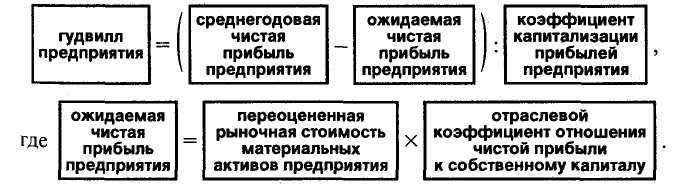 гудвилл предприятия = ( среднегодовая чистая прибыль предприятия − ожидаемая чистая прибыль предприятия ) : коэффициент капитализации прибылей предприятия ,
где ожидаемая чистая прибыль предприятия = переоцененная рыночная стоимость материальных активов предприятия × отраслевой коэффициент отношения чистой прибыли к собственному капиталу .